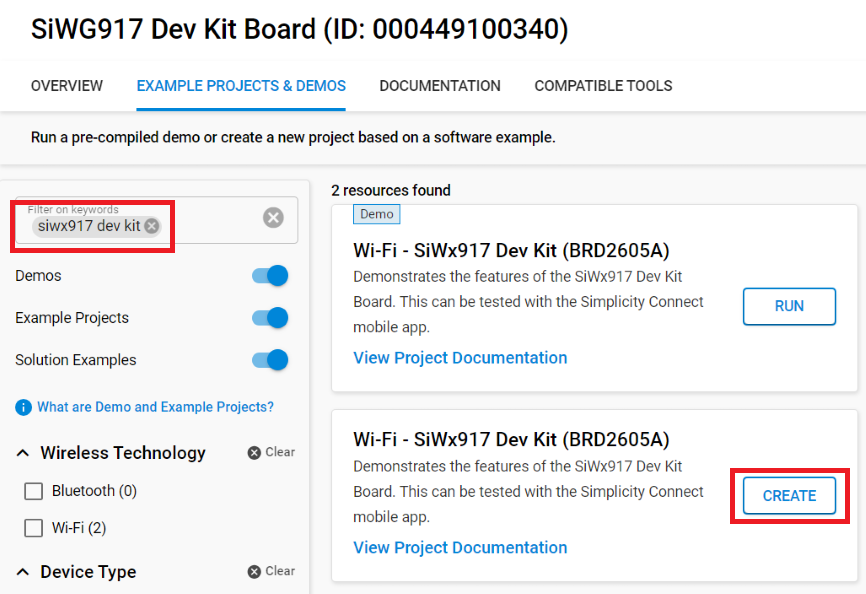 SiWG917 Dev Kit Board (ID: 000449100340)
OVERVIEW
EXAMPLE PROJECTS & DEMOS
DOCUMENTATION
COMPATIBLE TOOLS
Run a pre-compiled demo or create a new project based on a software example.
Filter on keywords
siwx917 dev kit
Demos
Example Projects
Solution Examples
What are Demo and Example Projects?
Wireless Technology
Clear
Bluetooth (0)
Wi-Fi (2)
Device Type
Clear
2 resources found
Demo
Wi-Fi - SiWx917 Dev Kit (BRD2605A)
Demonstrates the features of the SiWx917 Dev Kit
Board. This can be tested with the Simplicity Connect
mobile app.
RUN
View Project Documentation
Wi-Fi - SiWx917 Dev Kit (BRD2605A)
Demonstrates the features of the SiWx917 Dev Kit
Board. This can be tested with the Simplicity Connect
mobile app.
CREATE
View Project Documentation